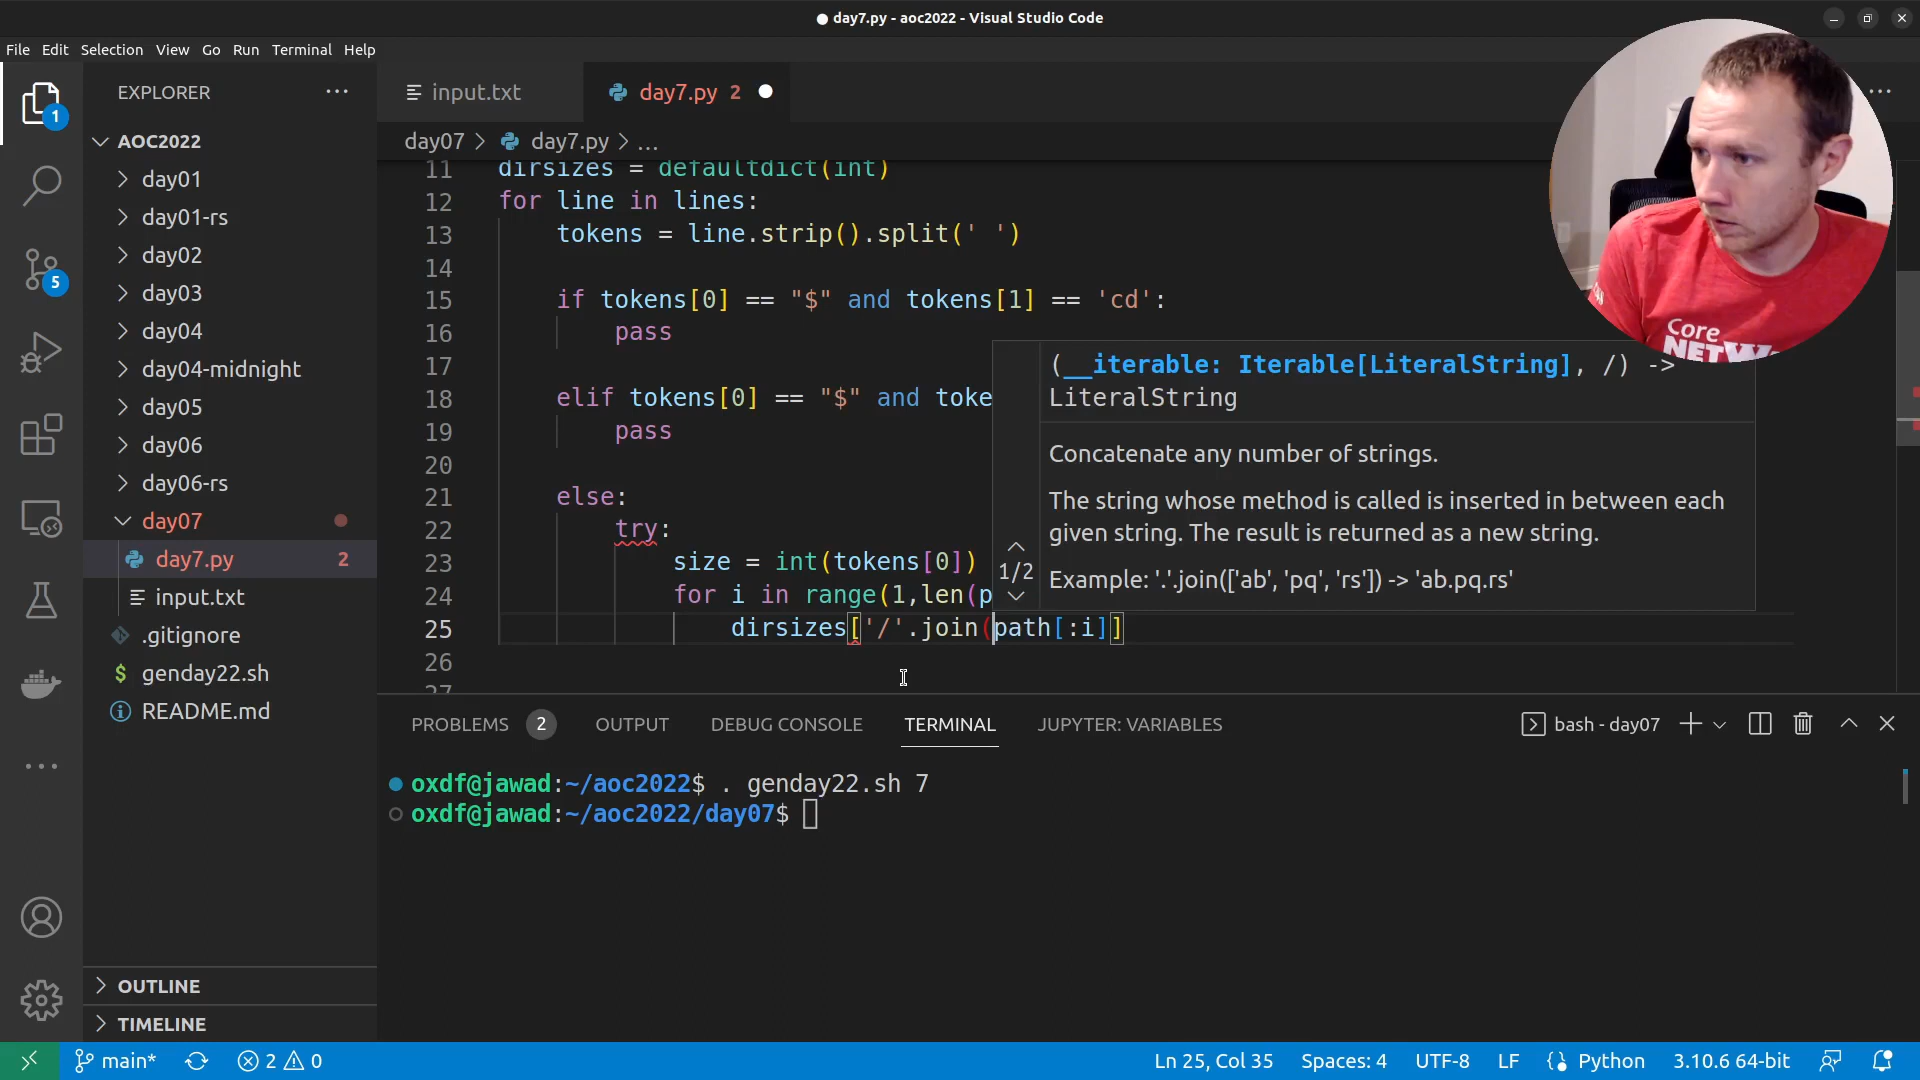 day7.py - aoc2022 - Visual Studio Code
File Edit Selection View Go Run Terminal Help
EXPLORER
AOC2022
day01
day01-rs
day02
day03
day04
day04-midnight
day05
day06
day06-rs
day07
day7.py 2
input.txt
.gitignore
genday22.sh
README.md
OUTLINE
TIMELINE
1
5
input.txt
day7.py 2
day07 > day7.py > ...
11 dirsizes = defaultdict(int)
12 for line in lines:
13 tokens = line.strip().split(' ')
14
15 if tokens[0] == "$" and tokens[1] == 'cd':
16 pass
17
18 elif tokens[0] == "$" and toke
19 pass
20
21 else:
22 try:
23 size = int(tokens[0])
24 for i in range(1,len(p
25 dirsizes['/'.join(path[:i]]
26
27
(__iterable: Iterable[LiteralString], /) ->
LiteralString
Concatenate any number of strings.
The string whose method is called is inserted in between each
given string. The result is returned as a new string.
1/2
Example: '.'.join(['ab', 'pq', 'rs']) -> 'ab.pq.rs'
Core
PROBLEMS 2 OUTPUT DEBUG CONSOLE TERMINAL JUPYTER: VARIABLES
bash - day07
oxdf@jawad:~/aoc2022$ . genday22.sh 7
oxdf@jawad:~/aoc2022/day07$
main* 2 0
Ln 25, Col 35 Spaces: 4 UTF-8 LF Python 3.10.6 64-bit